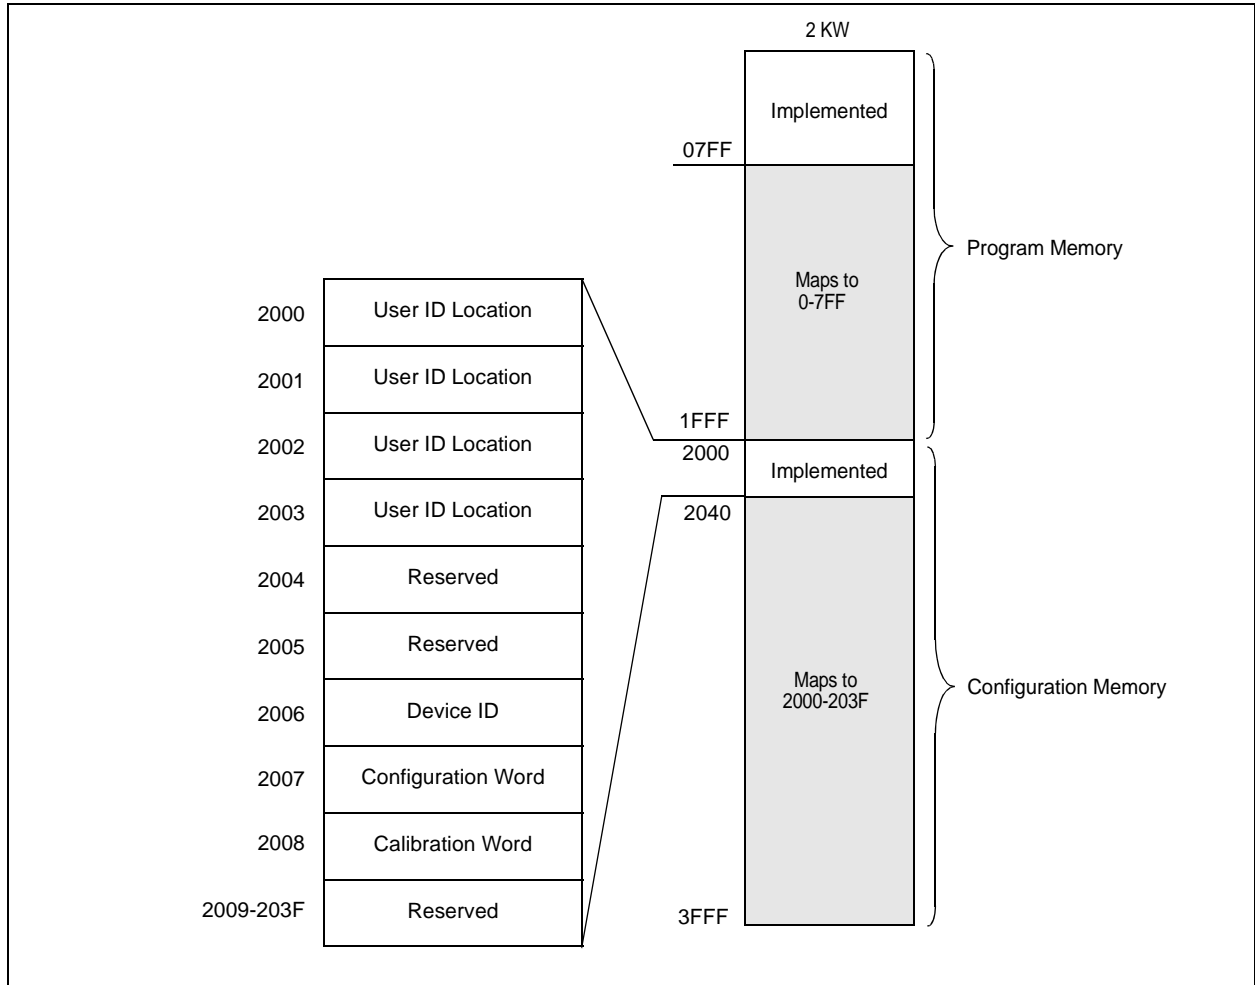 2 KW
Implemented
07FF
Maps to
0-7FF
Program Memory
1FFF
2000
Implemented
2040
Maps to
2000-203F
Configuration Memory
3FFF
2000 User ID Location
2001 User ID Location
2002 User ID Location
2003 User ID Location
2004 Reserved
2005 Reserved
2006 Device ID
2007 Configuration Word
2008 Calibration Word
2009-203F Reserved